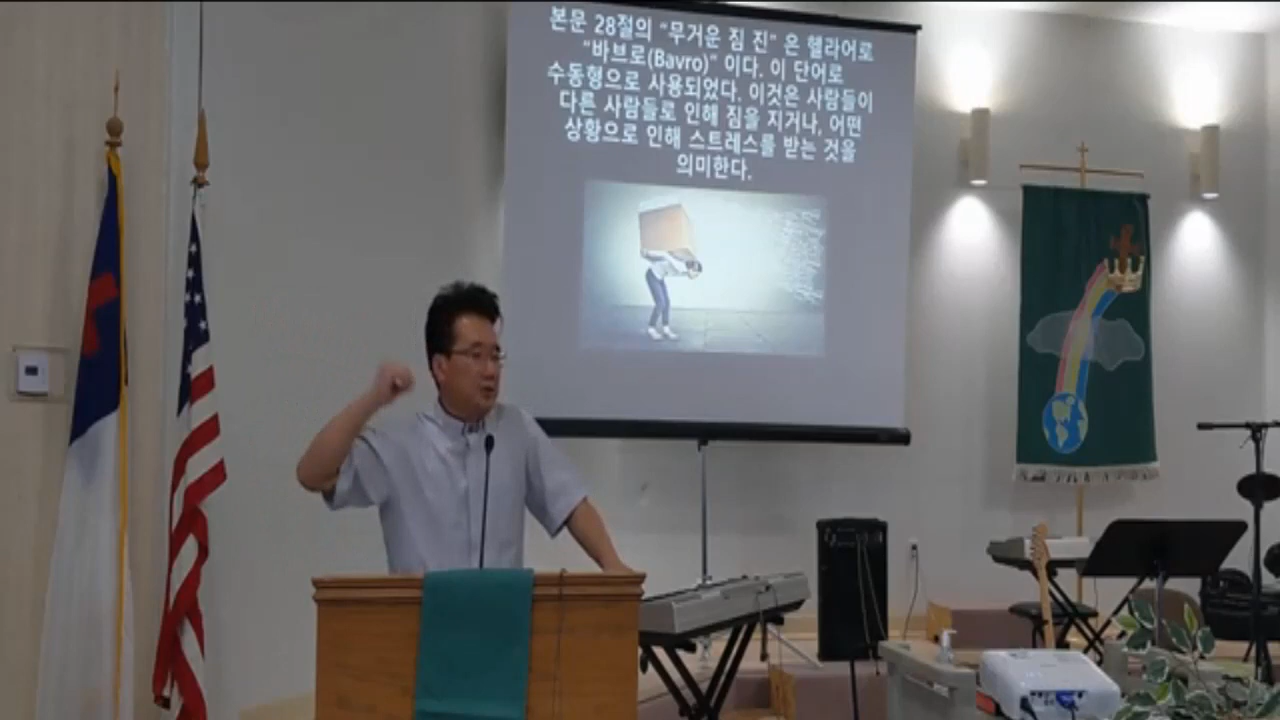 본문 28절의 “무거운 짐 진” 은 헬라어로
“바브로(Bavro)” 이다. 이 단어로
수동형으로 사용되었다. 이것은 사람들이
다른 사람들로 인해 짐을 지거나, 어떤
상황으로 인해 스트레스를 받는 것을
의미한다.